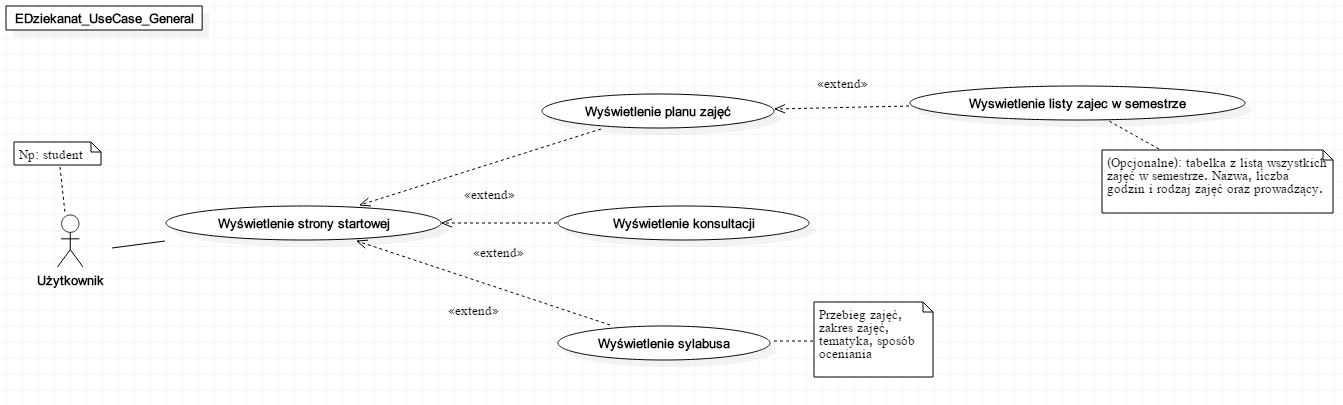 EDziekanat_UseCase_General
«extend»
Wyświetlenie planu zajęć
Wyswietlenie listy zajec w semestrze
Np: student
(Opcjonalne): tabelka z listą wszystkich
zajęć w semestrze. Nazwa, liczba
godzin i rodzaj zajęć oraz prowadzący.
«extend»
Wyświetlenie strony startowej
Wyświetlenie konsultacji
«extend»
Użytkownik
«extend»
Przebieg zajęć,
zakres zajęć,
tematyka, sposób
oceniania
Wyświetlenie sylabusa